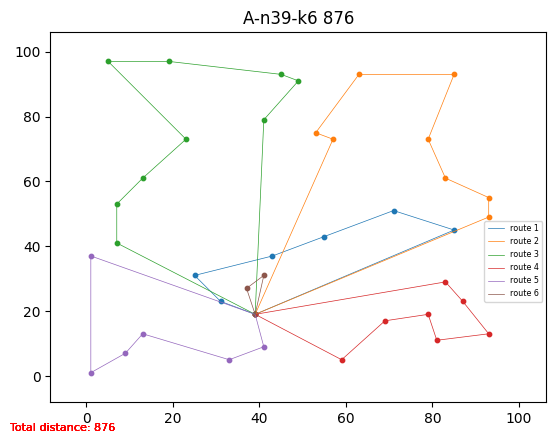 A-n39-k6 876
100
80
60
40
20
0
route 1
route 2
route 3
route 4
route 5
route 6
0 20 40 60 80 100
Total distance: 876